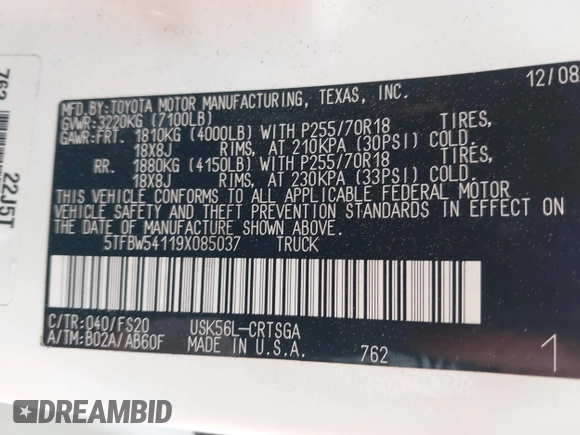 MFD. BY: TOYOTA MOTOR MANUFACTURING, TEXAS, INC. 12/08
GVWR: 3220KG (7100LB)
GAWR: FRT. 1810KG (4000LB) WITH P255/70R18 TIRES,
18X8J RIMS, AT 210KPA (30PSI) COLD.
RR. 1880KG (4150LB) WITH P255/70R18 TIRES,
18X8J RIMS, AT 230KPA (33PSI) COLD.
THIS VEHICLE CONFORMS TO ALL APPLICABLE FEDERAL MOTOR
VEHICLE SAFETY AND THEFT PREVENTION STANDARDS IN EFFECT ON
THE DATE OF MANUFACTURE SHOWN ABOVE.
5TFBW54119X085037 TRUCK
C/TR: 040/FS20 USK56L-CRTSGA
A/TM: B02A/AB60F MADE IN U.S.A. 762 1
762 22J5T
DREAMBID